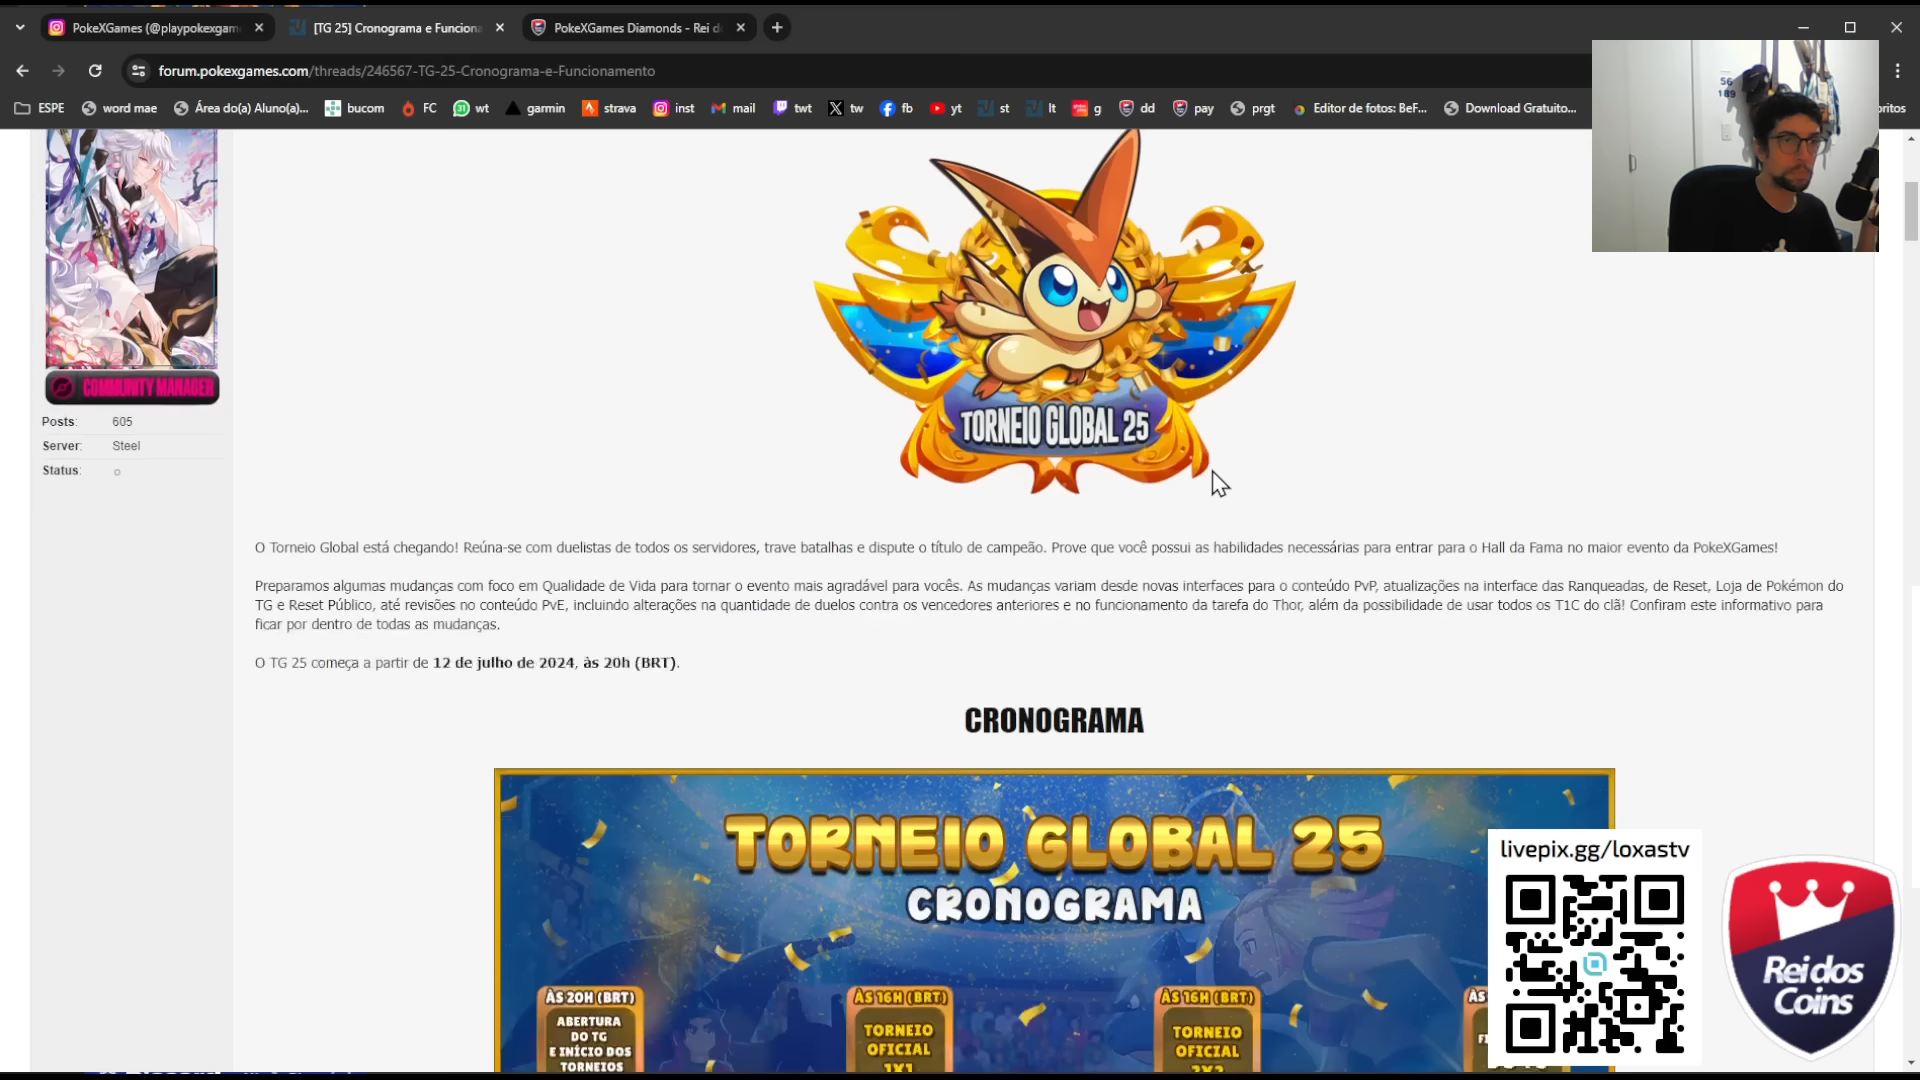 PokeXGames (@playpokexgam
[TG 25] Cronograma e Funciona
PokeXGames Diamonds - Rei d
forum.pokexgames.com/threads/246567-TG-25-Cronograma-e-Funcionamento
ESPE
word mae
Área do(a) Aluno(a)...
bucom
FC
wt
garmin
strava
inst
mail
twt
tw
fb
yt
st
lt
g
dd
pay
prgt
Editor de fotos: BeF...
Download Gratuito...
oritos
56
189
TORNEIO GLOBAL 25
COMMUNITY MANAGER
Posts: 605
Server: Steel
Status:
O Torneio Global está chegando! Reúna-se com duelistas de todos os servidores, trave batalhas e dispute o título de campeão. Prove que você possui as habilidades necessárias para entrar para o Hall da Fama no maior evento da PokeXGames!
Preparamos algumas mudanças com foco em Qualidade de Vida para tornar o evento mais agradável para vocês. As mudanças variam desde novas interfaces para o conteúdo PvP, atualizações na interface das Ranqueadas, de Reset, Loja de Pokémon do
TG e Reset Público, até revisões no conteúdo PvE, incluindo alterações na quantidade de duelos contra os vencedores anteriores e no funcionamento da tarefa do Thor, além da possibilidade de usar todos os T1C do clã! Confiram este informativo para
ficar por dentro de todas as mudanças.
O TG 25 começa a partir de 12 de julho de 2024, às 20h (BRT).
CRONOGRAMA
TORNEIO GLOBAL 25
CRONOGRAMA
ÀS 20H (BRT)
ABERTURA
DO TG
E INÍCIO DOS
TORNEIOS
ÀS 16H (BRT)
TORNEIO
OFICIAL
1X1
ÀS 16H (BRT)
TORNEIO
OFICIAL
2X2
livepix.gg/loxastv
Rei dos
Coins